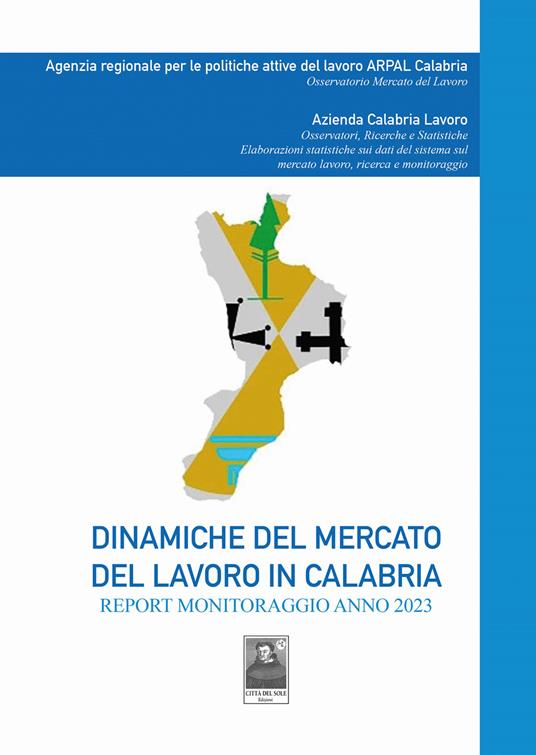 Agenzia regionale per le politiche attive del lavoro ARPAL Calabria
Osservatorio Mercato del Lavoro
Azienda Calabria Lavoro
Osservatori, Ricerche e Statistiche
Elaborazioni statistiche sui dati del sistema sul
mercato lavoro, ricerca e monitoraggio
DINAMICHE DEL MERCATO
DEL LAVORO IN CALABRIA
REPORT MONITORAGGIO ANNO 2023
CITTÀ DEL SOLE
Edizioni